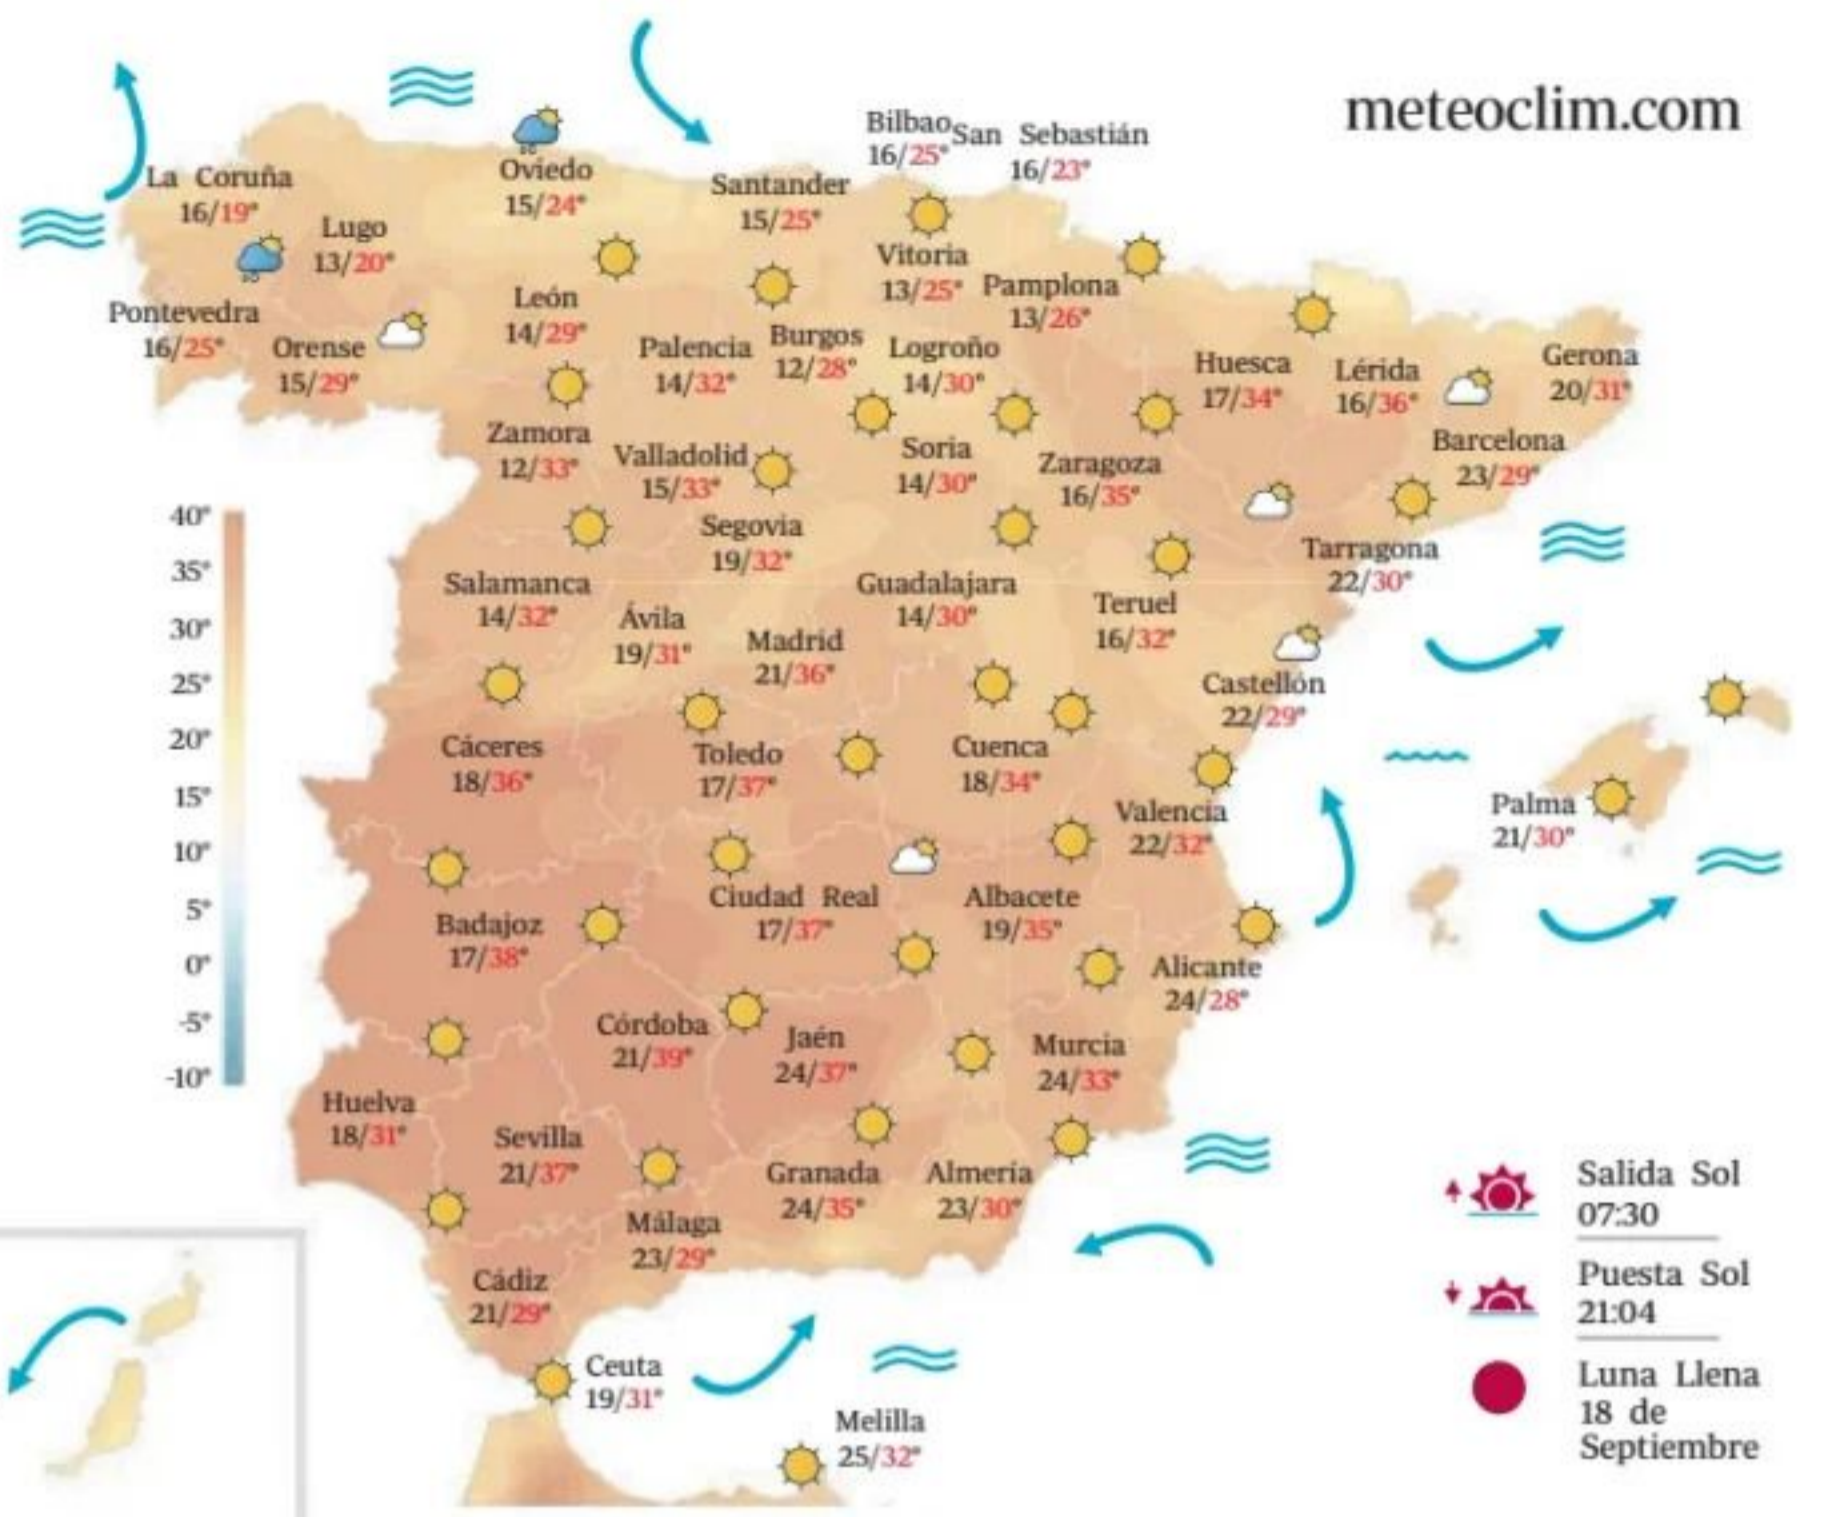 meteoclim.com
La Coruña
16/19°
Lugo
13/20°
Oviedo
15/24°
Santander
15/25°
Bilbao
16/25°
San Sebastián
16/23°
Vitoria
13/25°
Pamplona
13/26°
Pontevedra
16/25°
Orense
15/29°
León
14/29°
Palencia
14/32°
Burgos
12/28°
Logroño
14/30°
Huesca
17/34°
Lérida
16/36°
Gerona
20/31°
Zamora
12/33°
Valladolid
15/33°
Soria
14/30°
Zaragoza
16/35°
Barcelona
23/29°
Segovia
19/32°
Tarragona
22/30°
Salamanca
14/32°
Ávila
19/31°
Madrid
21/36°
Guadalajara
14/30°
Teruel
16/32°
Castellón
22/29°
Cáceres
18/36°
Toledo
17/37°
Cuenca
18/34°
Valencia
22/32°
Palma
21/30°
Badajoz
17/38°
Ciudad Real
17/37°
Albacete
19/35°
Alicante
24/28°
Córdoba
21/39°
Jaén
24/37°
Murcia
24/33°
Huelva
18/31°
Sevilla
21/37°
Granada
24/35°
Almería
23/30°
Málaga
23/29°
Cádiz
21/29°
Ceuta
19/31°
Melilla
25/32°
40°
35°
30°
25°
20°
15°
10°
5°
0°
-5°
-10°
Salida Sol
07:30
Puesta Sol
21:04
Luna Llena
18 de
Septiembre